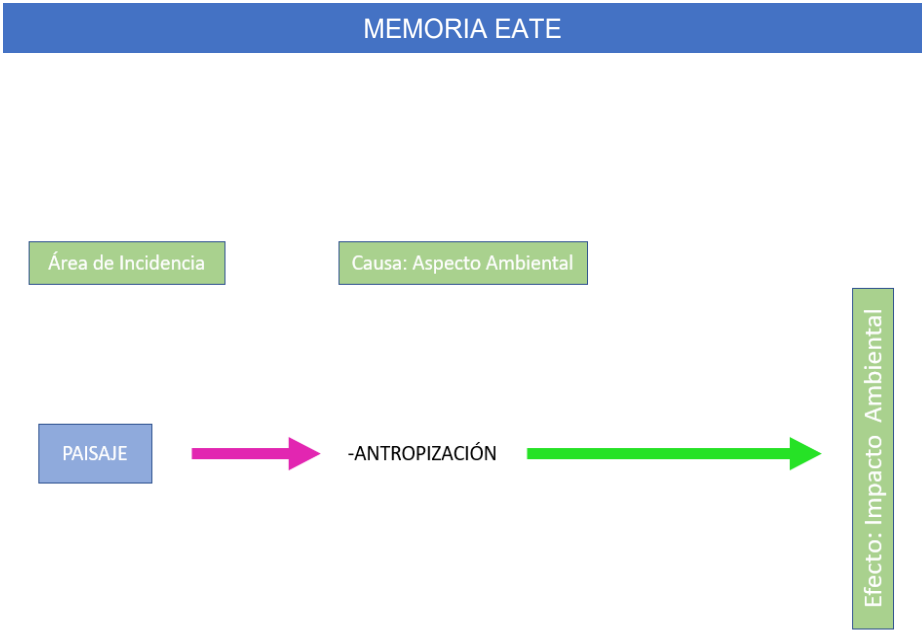 MEMORIA EATE
Área de Incidencia
Causa: Aspecto Ambiental
PAISAJE
-ANTROPIZACIÓN
Efecto: Impacto Ambiental